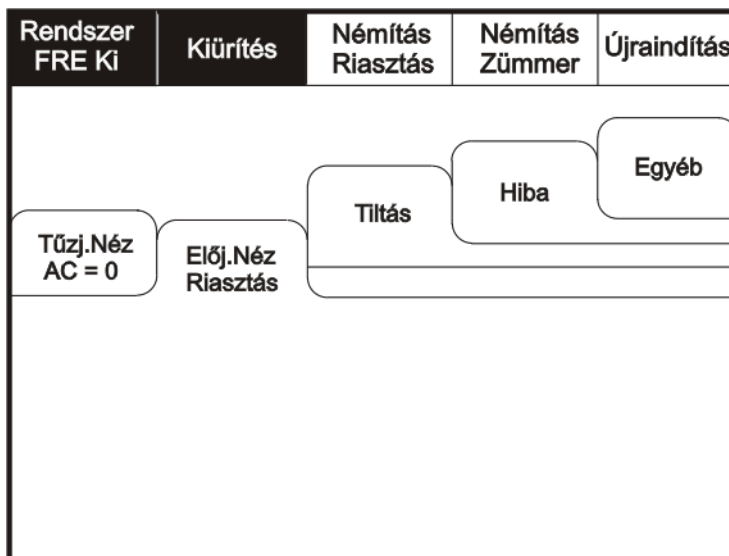 Rendszer
FRE Ki
Kiürítés
Némítás
Riasztás
Némítás
Zümmer
Újraindítás
Tűzj.Néz
AC = 0
Előj.Néz
Riasztás
Tiltás
Hiba
Egyéb